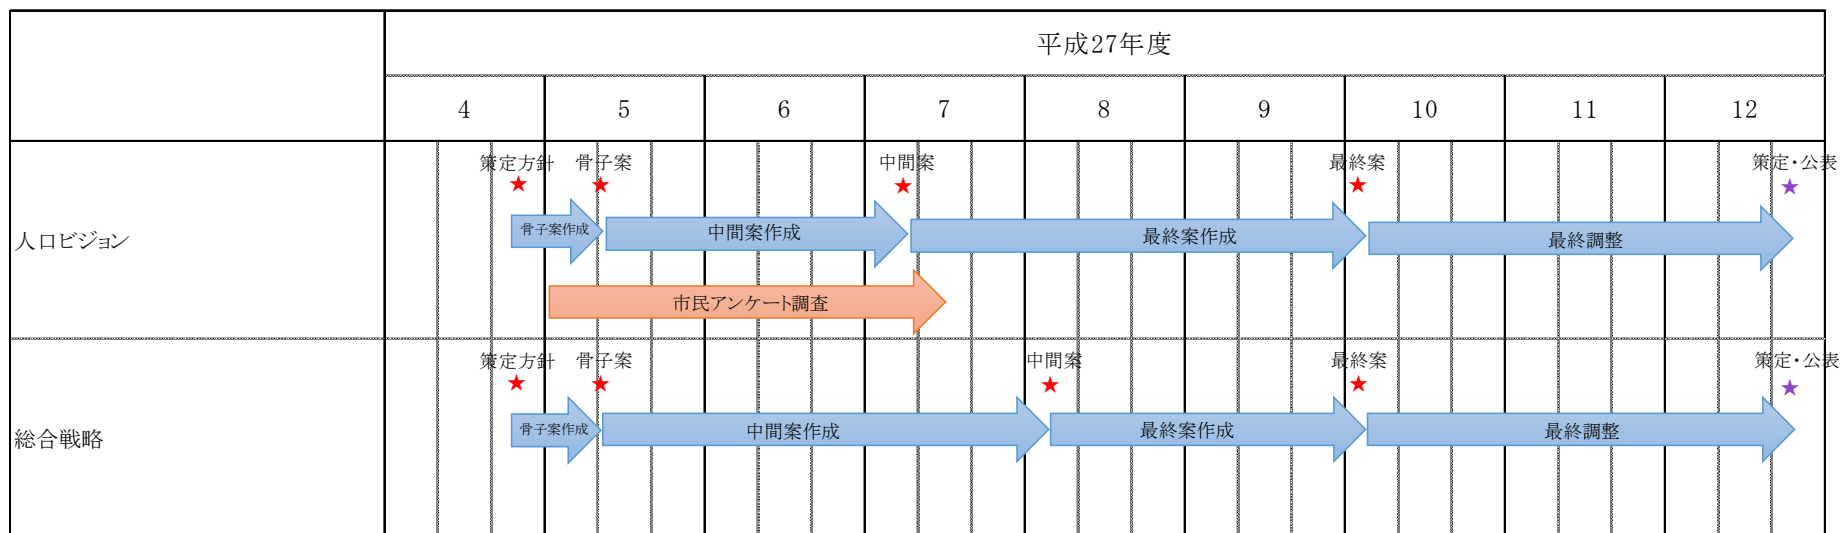 平成27年度
4 5 6 7 8 9 10 11 12
策定方針 骨子案 中間案 最終案 策定・公表
人口ビジョン 骨子案作成 中間案作成 最終案作成 最終調整
市民アンケート調査
策定方針 骨子案 中間案 最終案 策定・公表
総合戦略 骨子案作成 中間案作成 最終案作成 最終調整